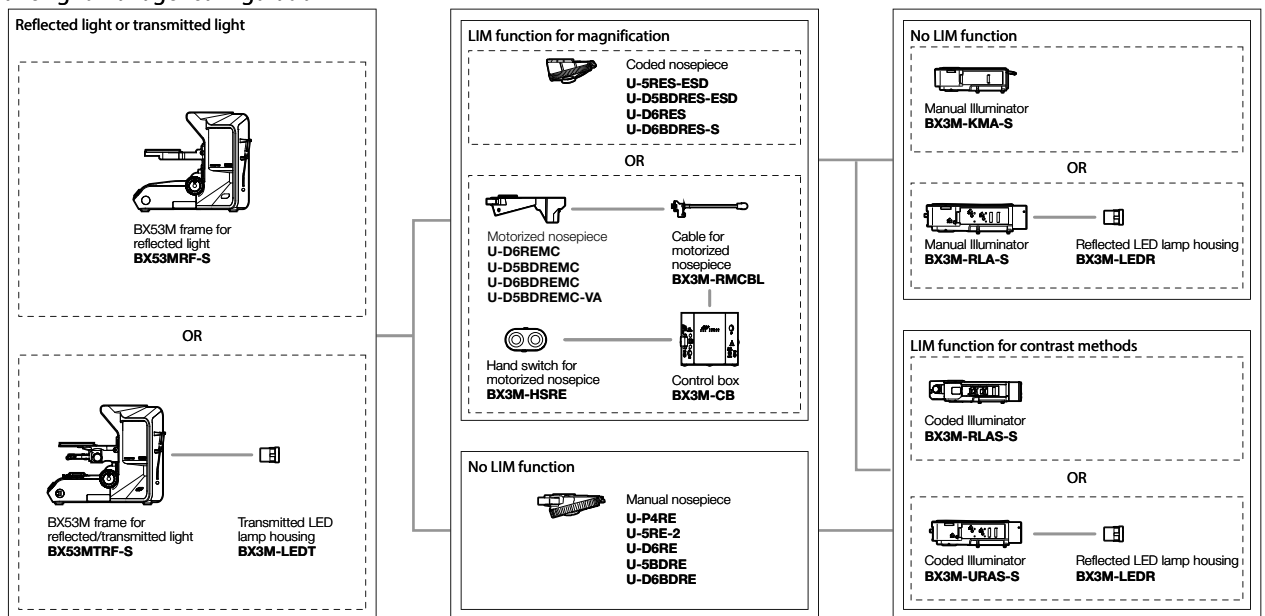 Reflected light or transmitted light
BX53M frame for
reflected light
BX53MRF-S
OR
BX53M frame for
reflected/transmitted light
BX53MTRF-S
Transmitted LED
lamp housing
BX3M-LEDT
LIM function for magnification
Coded nosepiece
U-5RES-ESD
U-D5BDRES-ESD
U-D6RES
U-D6BDRES-S
OR
Motorized nosepiece
U-D6REMC
U-D5BDREMC
U-D6BDREMC
U-D5BDREMC-VA
Cable for
motorized
nosepiece
BX3M-RMCBL
Hand switch for
motorized nosepice
BX3M-HSRE
Control box
BX3M-CB
No LIM function
Manual nosepiece
U-P4RE
U-5RE-2
U-D6RE
U-5BDRE
U-D6BDRE
No LIM function
Manual Illuminator
BX3M-KMA-S
OR
Manual Illuminator
BX3M-RLA-S
Reflected LED lamp housing
BX3M-LEDR
LIM function for contrast methods
Coded Illuminator
BX3M-RLAS-S
OR
Coded Illuminator
BX3M-URAS-S
Reflected LED lamp housing
BX3M-LEDR